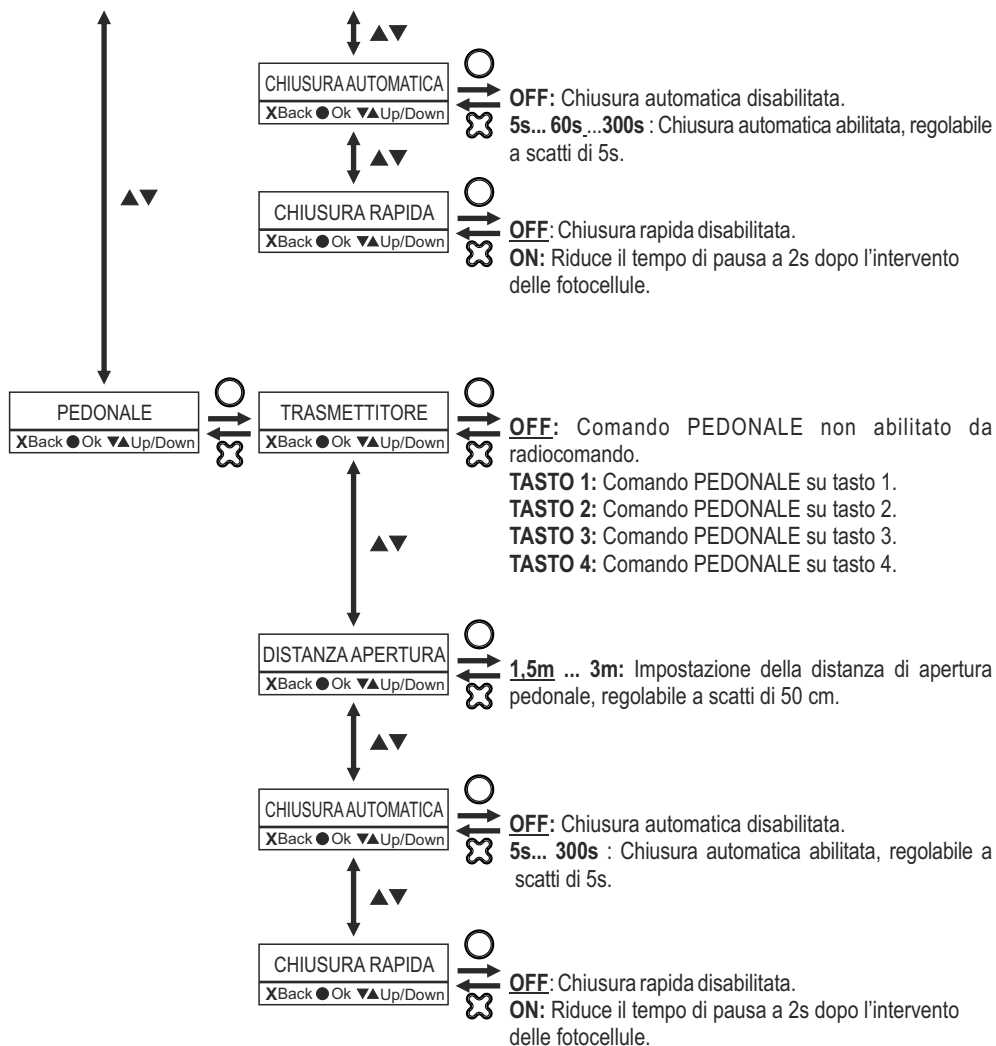 ▲▼
CHIUSURA AUTOMATICA
XBack ● Ok ▼▲Up/Down
OFF: Chiusura automatica disabilitata.
5s... 60s ...300s : Chiusura automatica abilitata, regolabile
a scatti di 5s.
▲▼
▲▼
CHIUSURA RAPIDA
XBack ● Ok ▼▲Up/Down
OFF: Chiusura rapida disabilitata.
ON: Riduce il tempo di pausa a 2s dopo l'intervento
delle fotocellule.
PEDONALE
XBack ● Ok ▼▲Up/Down
TRASMETTITORE
XBack ● Ok ▼▲Up/Down
OFF: Comando PEDONALE non abilitato da
radiocomando.
TASTO 1: Comando PEDONALE su tasto 1.
TASTO 2: Comando PEDONALE su tasto 2.
TASTO 3: Comando PEDONALE su tasto 3.
TASTO 4: Comando PEDONALE su tasto 4.
▲▼
DISTANZA APERTURA
XBack ● Ok ▼▲Up/Down
1,5m ... 3m: Impostazione della distanza di apertura
pedonale, regolabile a scatti di 50 cm.
▲▼
CHIUSURA AUTOMATICA
XBack ● Ok ▼▲Up/Down
OFF: Chiusura automatica disabilitata.
5s... 300s : Chiusura automatica abilitata, regolabile a
scatti di 5s.
▲▼
CHIUSURA RAPIDA
XBack ● Ok ▼▲Up/Down
OFF: Chiusura rapida disabilitata.
ON: Riduce il tempo di pausa a 2s dopo l'intervento
delle fotocellule.